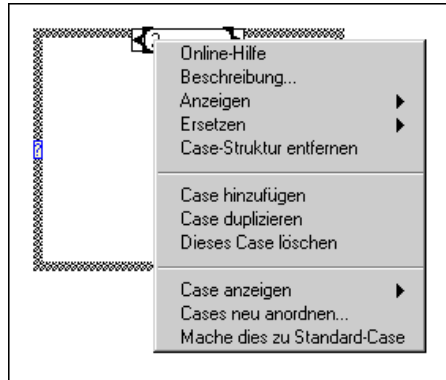 Online-Hilfe
Beschreibung...
Anzeigen
Ersetzen
Case-Struktur entfernen
Case hinzufügen
Case duplizieren
Dieses Case löschen
Case anzeigen
Cases neu anordnen...
Mache dies zu Standard-Case
?